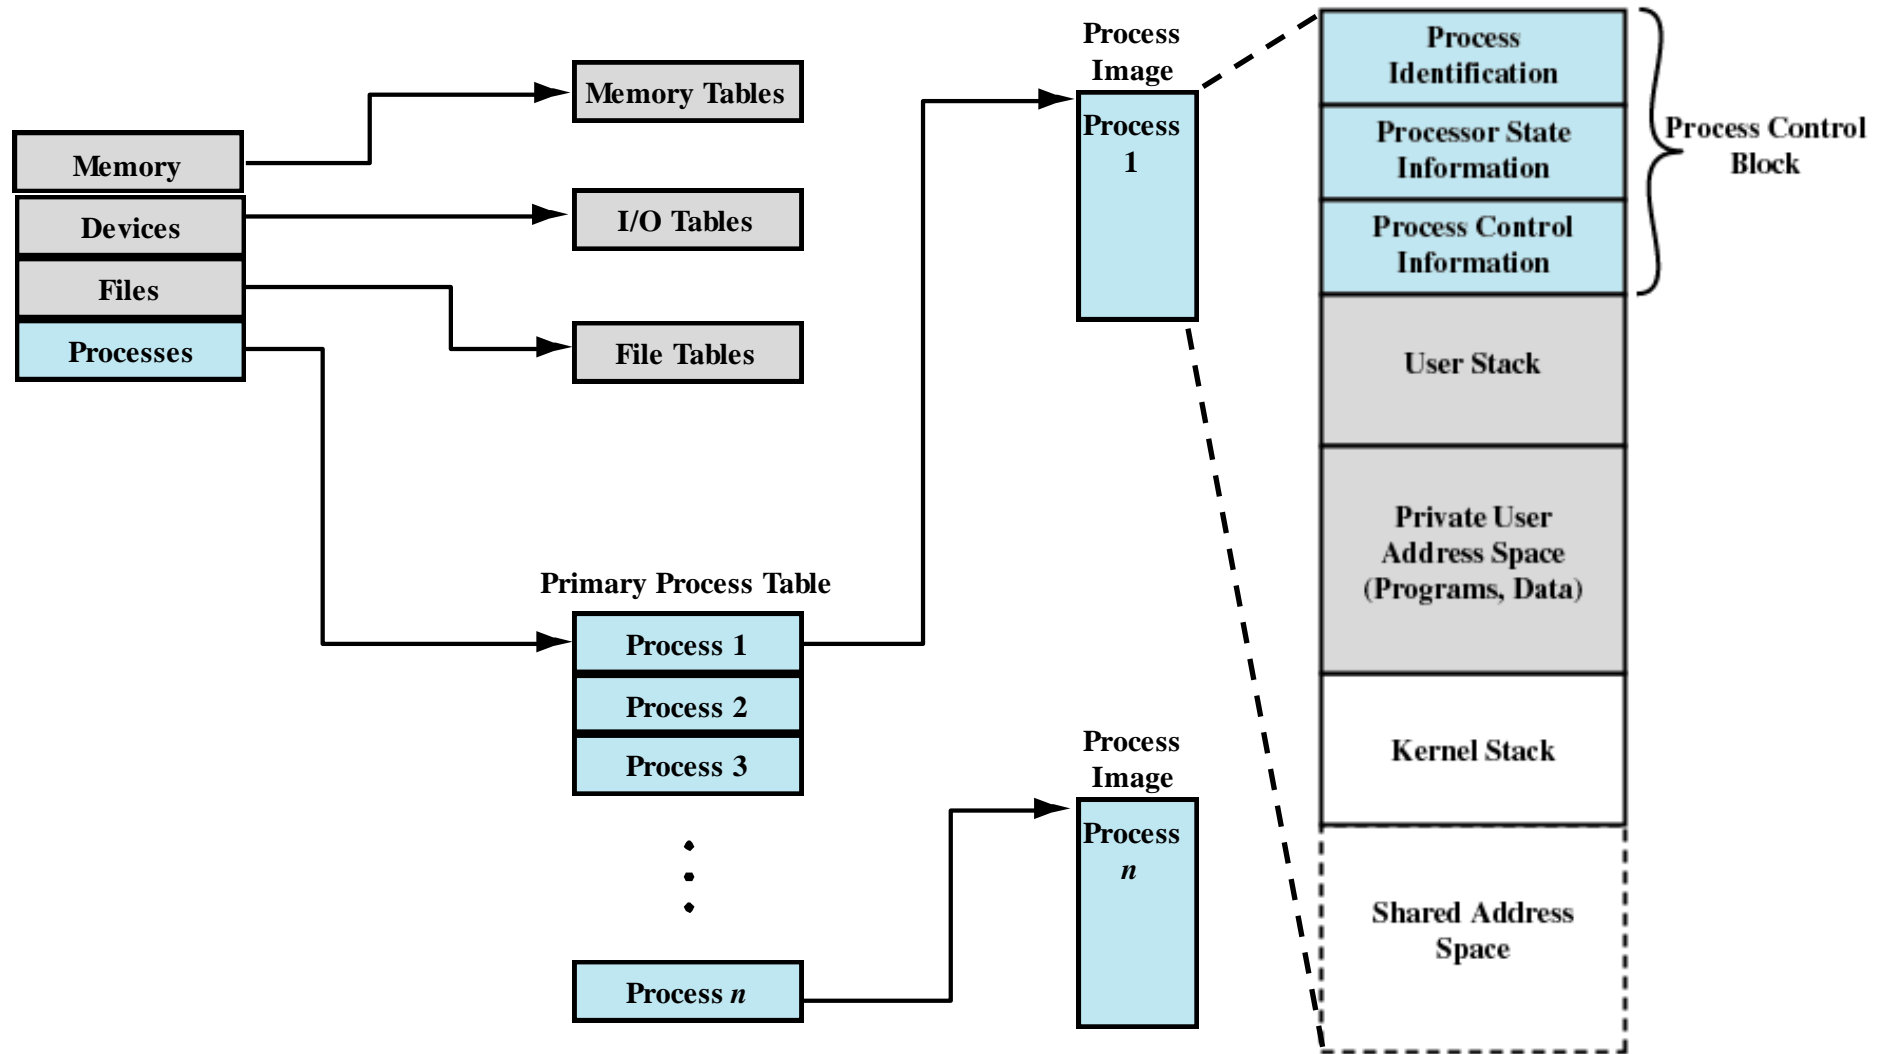 Memory
Devices
Files
Processes
Memory Tables
I/O Tables
File Tables
Primary Process Table
Process 1
Process 2
Process 3
Process n
Process
Image
Process
1
Process
Image
Process
n
Process
Identification
Processor State
Information
Process Control
Information
User Stack
Private User
Address Space
(Programs, Data)
Kernel Stack
Shared Address
Space
Process Control
Block